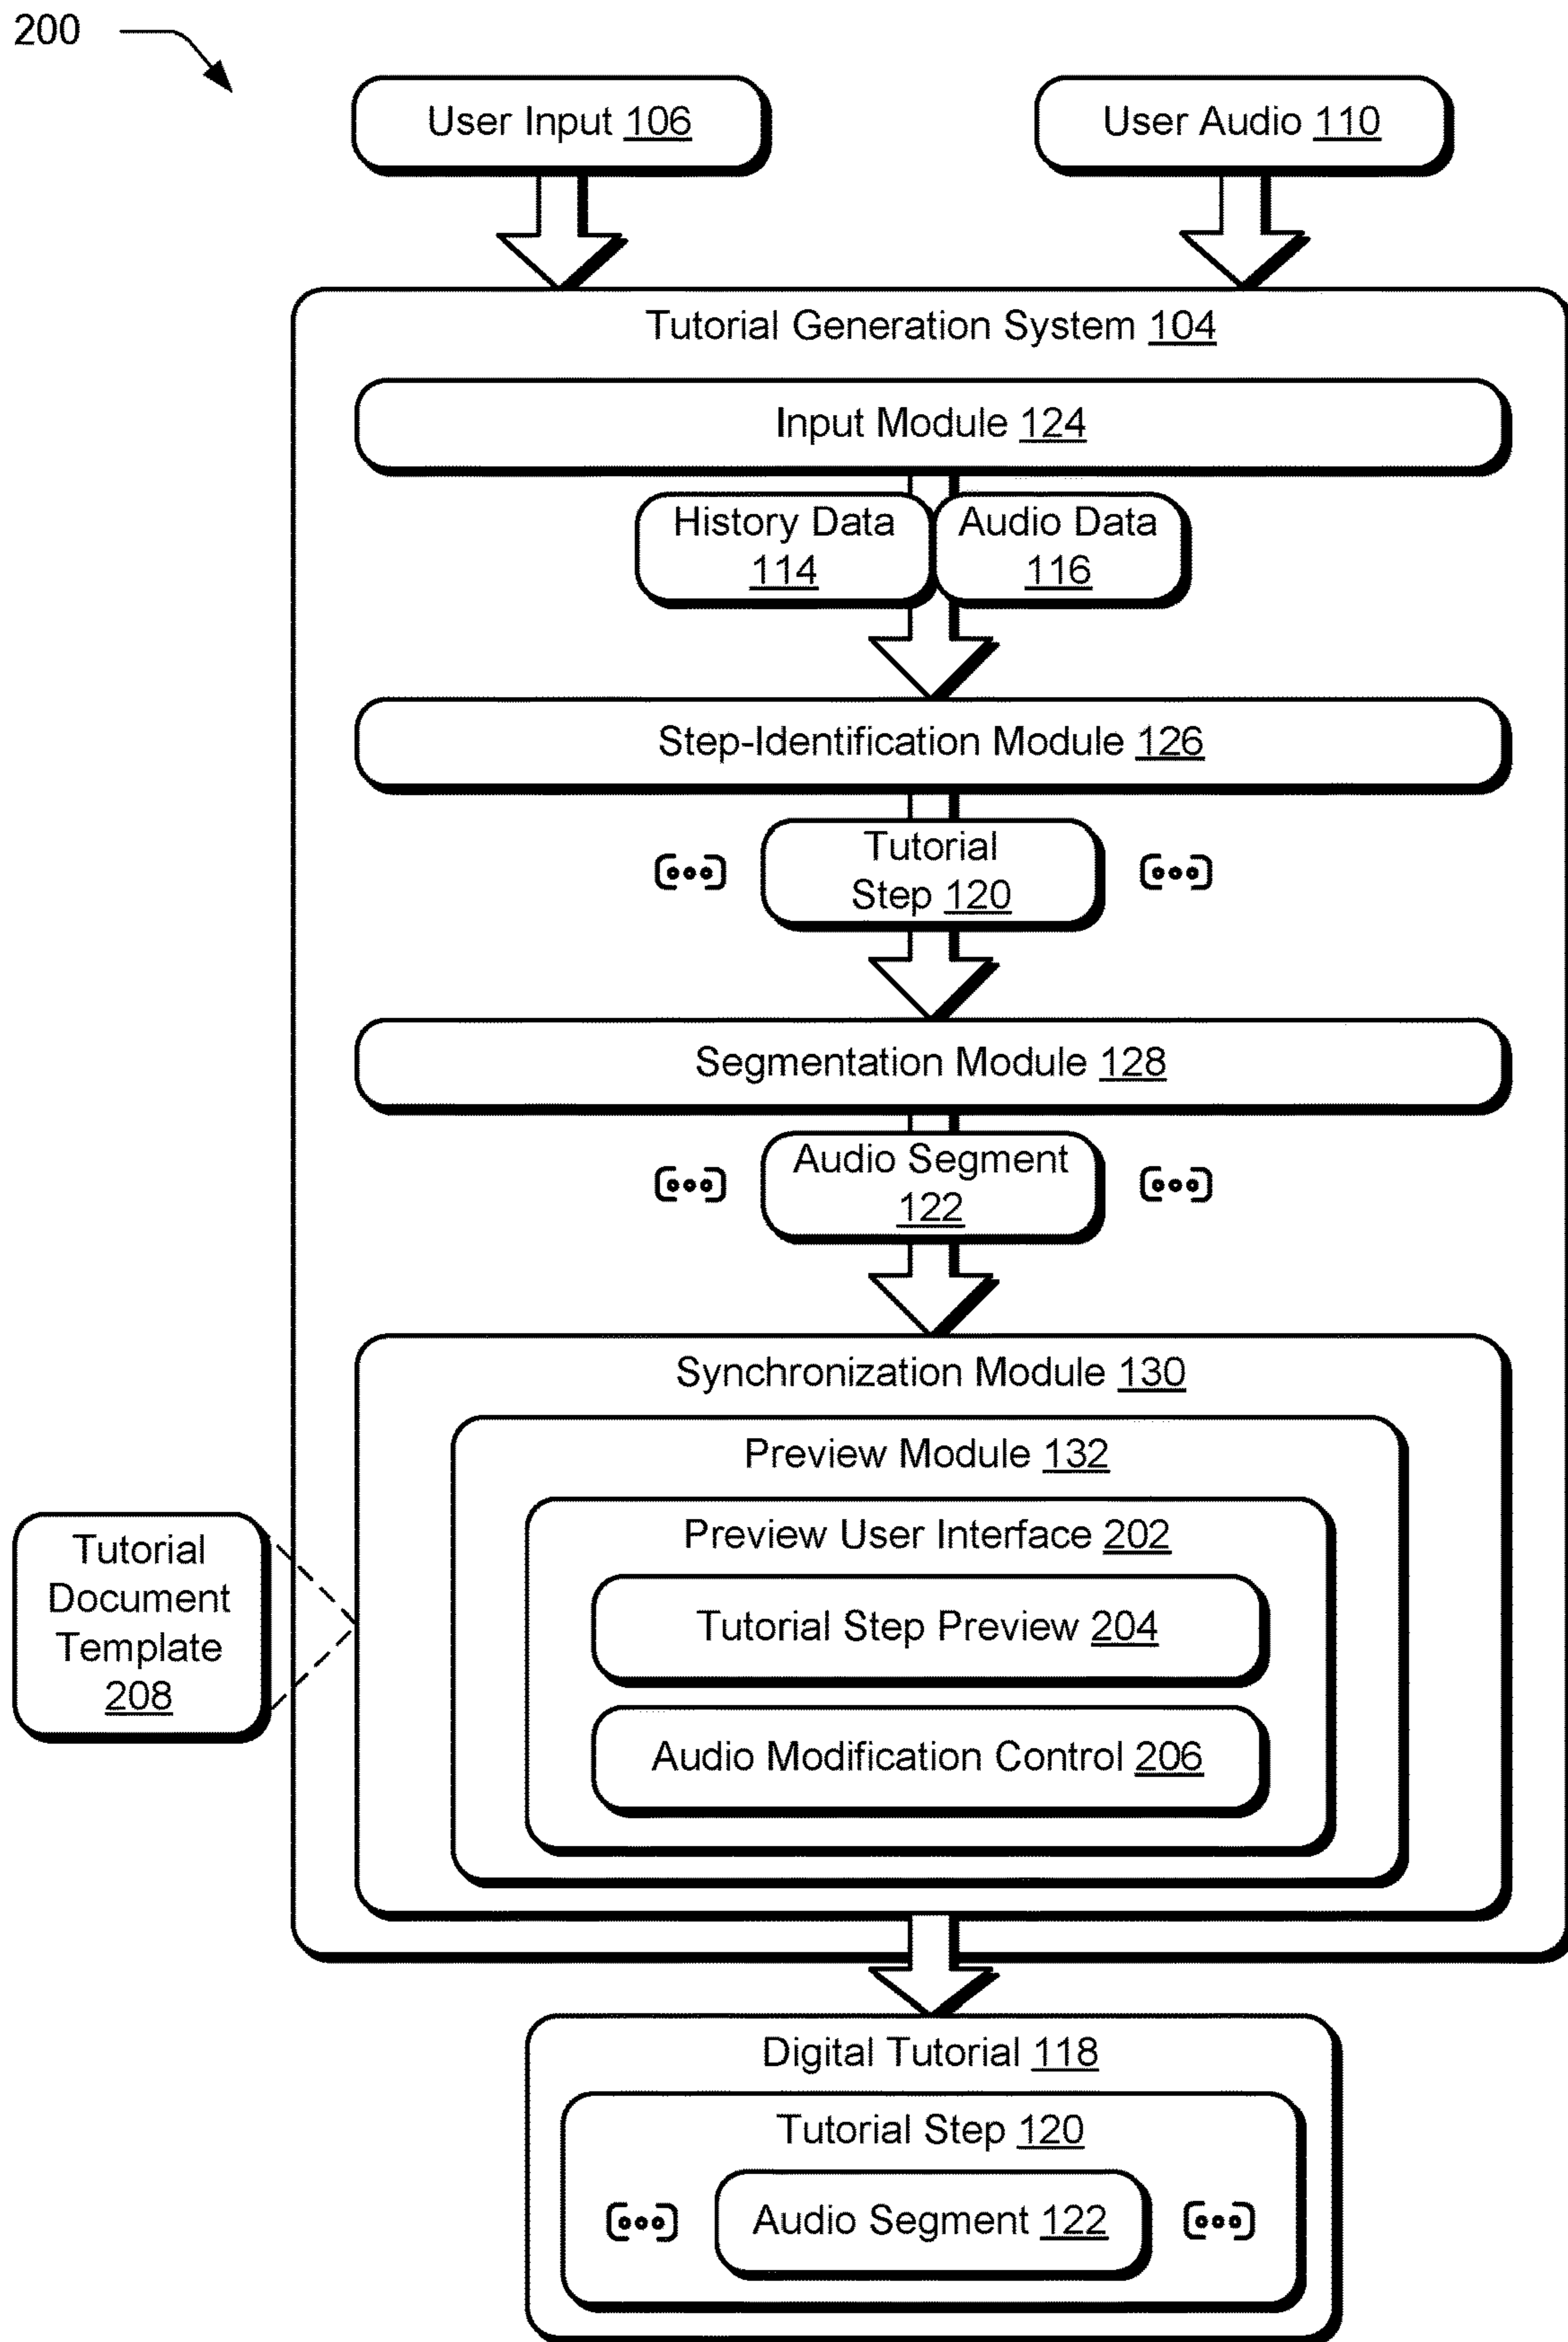 200
User Input 106
User Audio 110
Tutorial Generation System 104
Input Module 124
History Data
114
Audio Data
116
Step-Identification Module 126
Tutorial
Step 120
Segmentation Module 128
Audio Segment
122
Synchronization Module 130
Preview Module 132
Preview User Interface 202
Tutorial Step Preview 204
Audio Modification Control 206
Tutorial
Document
Template
208
Digital Tutorial 118
Tutorial Step 120
Audio Segment 122